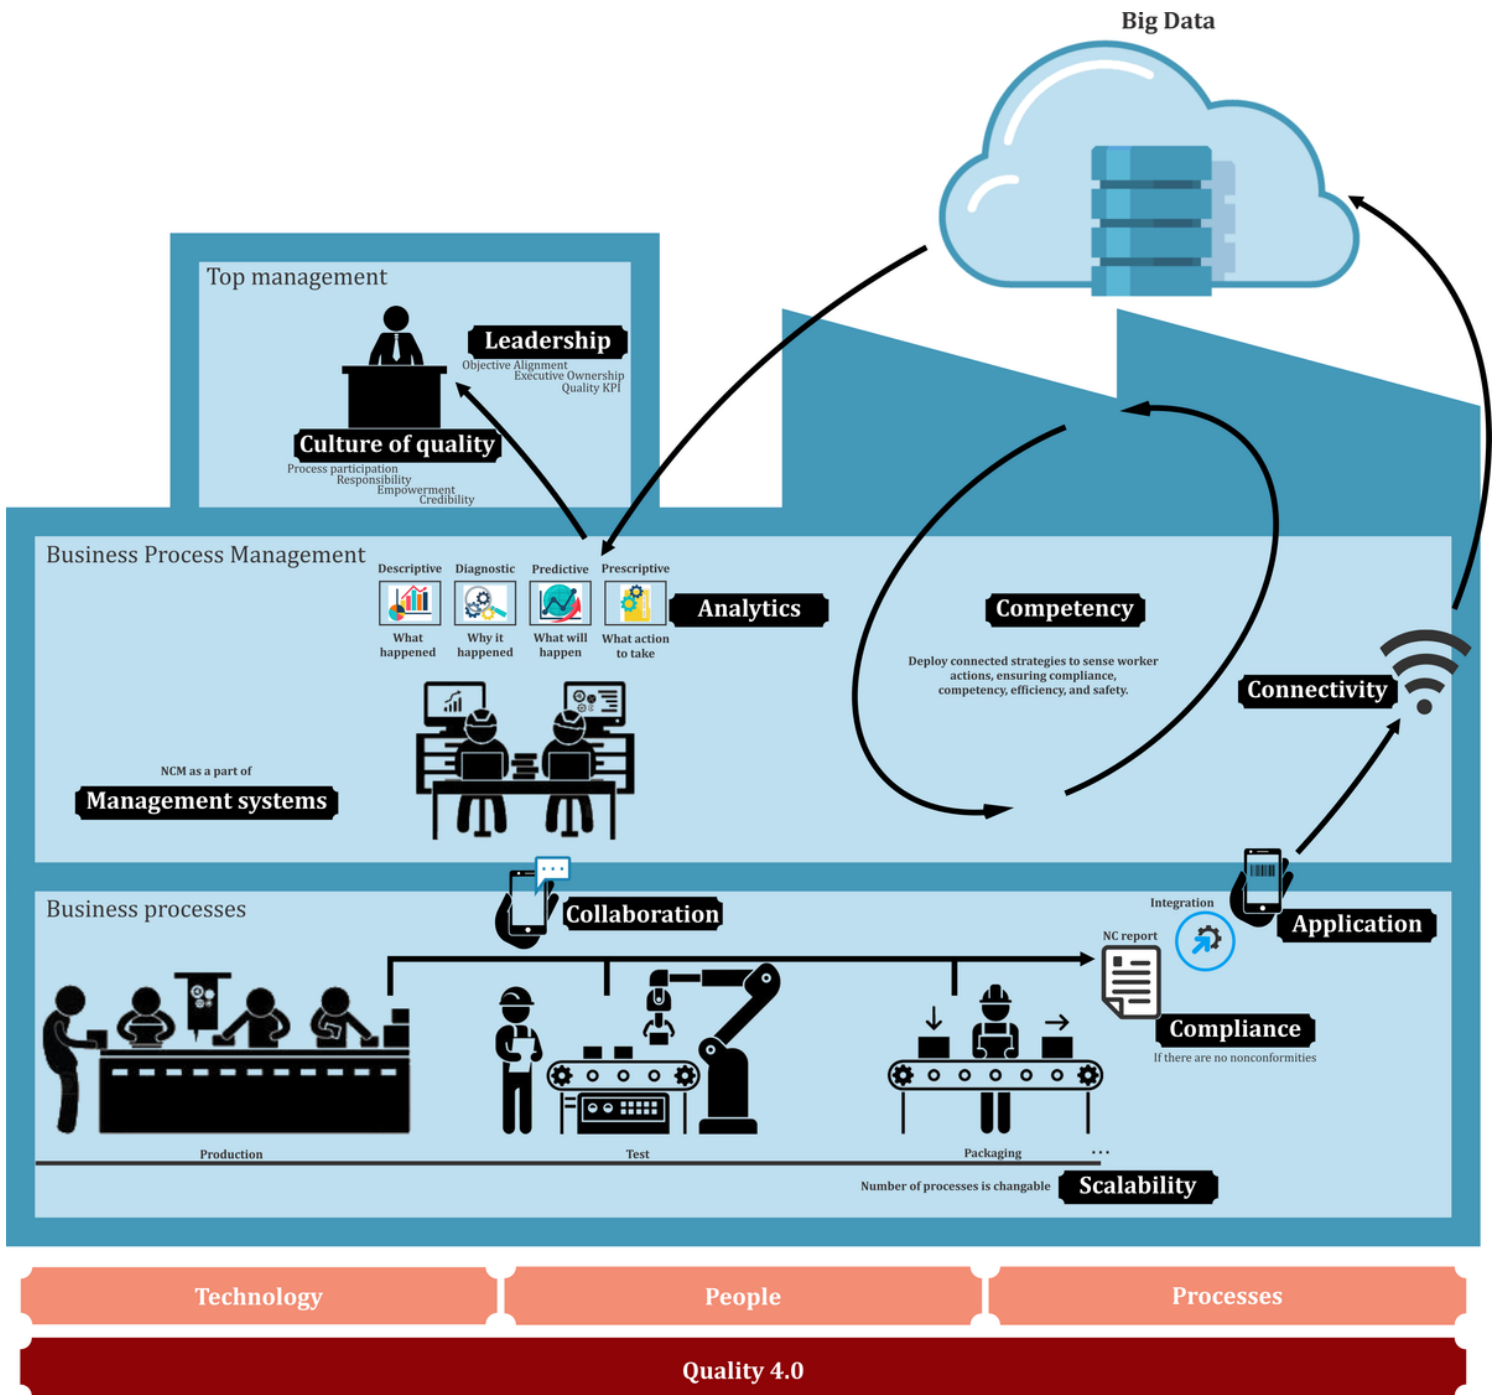 Big Data
Top management
Leadership
Objective Alignment
Executive Ownership
Quality KPI
Culture of quality
Process participation
Responsibility
Empowerment
Credibility
Business Process Management
Descriptive
Diagnostic
Predictive
Prescriptive
What
happened
Why it
happened
What will
happen
What action
to take
Analytics
Competency
Deploy connected strategies to sense worker
actions, ensuring compliance,
competency, efficiency, and safety.
Connectivity
NCM as a part of
Management systems
Business processes
Collaboration
Integration
Application
NC report
Compliance
If there are no nonconformities
Production
Test
Packaging
...
Number of processes is changable
Scalability
Technology
People
Processes
Quality 4.0